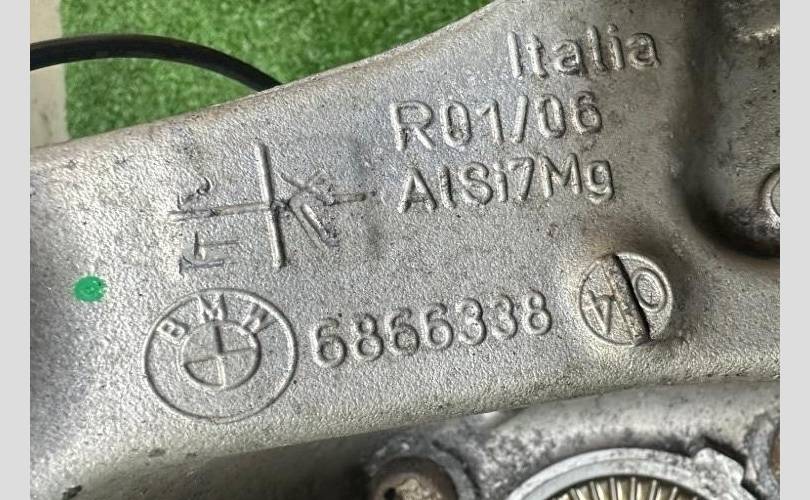 Italia
R01/06
AlSi7Mg
BMW
6866338